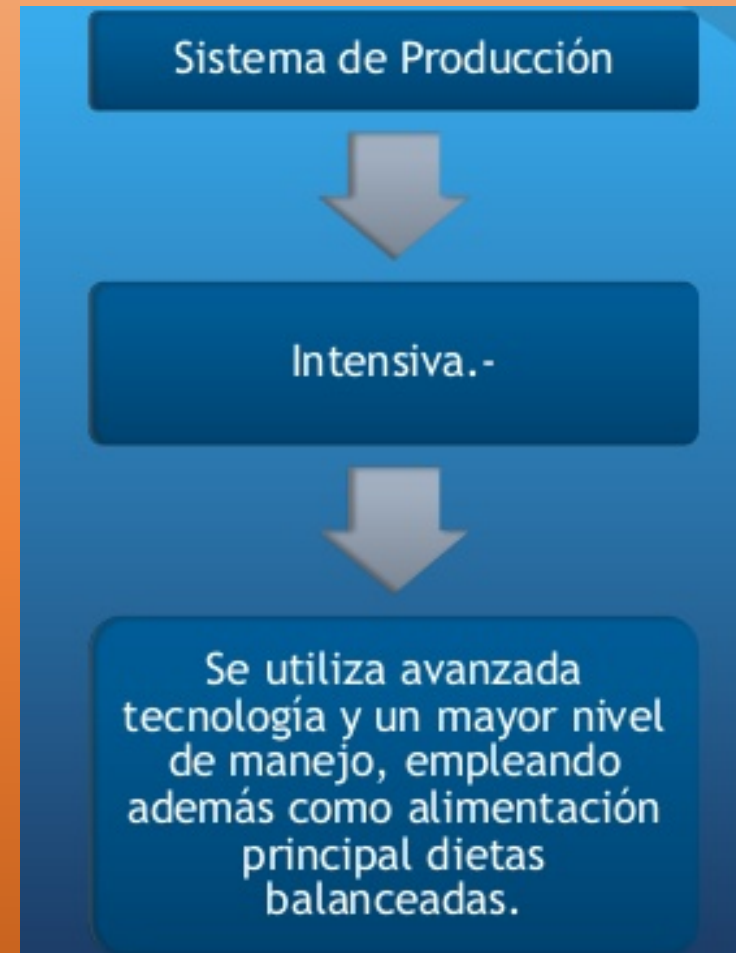 Sistema de Producción
Intensiva.-
Se utiliza avanzada
tecnología y un mayor nivel
de manejo, empleando
además como alimentación
principal dietas
balanceadas.